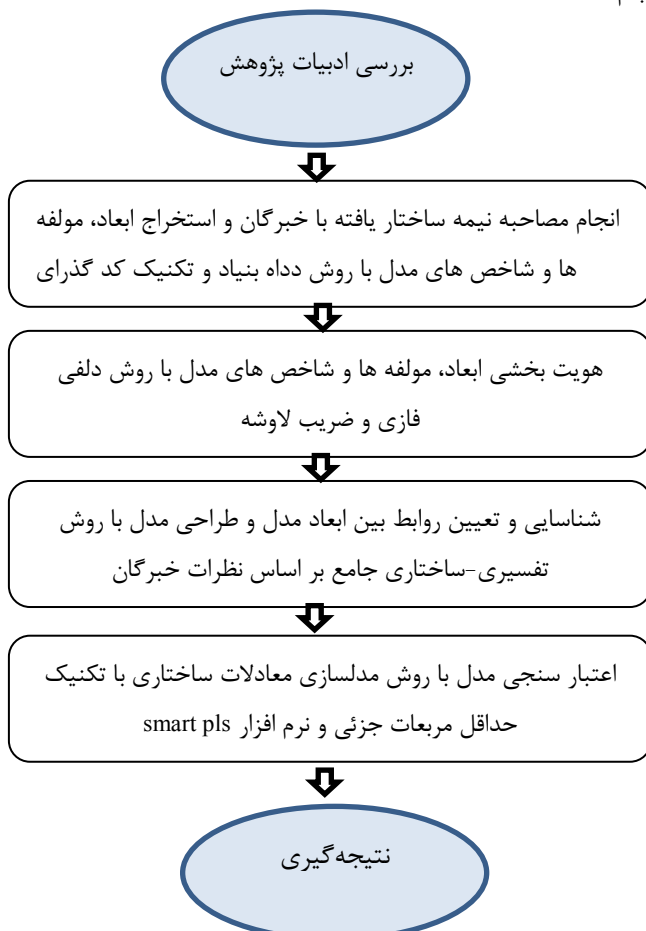 بررسی ادبیات پژوهش
انجام مصاحبه نیمه ساختار یافته با خبرگان و استخراج ابعاد، مولفه
ها و شاخص های مدل با روش دداه بنیاد و تکنیک کد گذرای
هویت بخشی ابعاد، مولفه ها و شاخص های مدل با روش دلفی
فازی و ضریب لاوشه
شناسایی و تعیین روابط بین ابعاد مدل و طراحی مدل با روش
تفسیری-ساختاری جامع بر اساس نظرات خبرگان
اعتبار سنجی مدل با روش مدلسازی معادلات ساختاری با تکنیک
حداقل مربعات جزئی و نرم افزار smart pls
نتیجه‌گیری